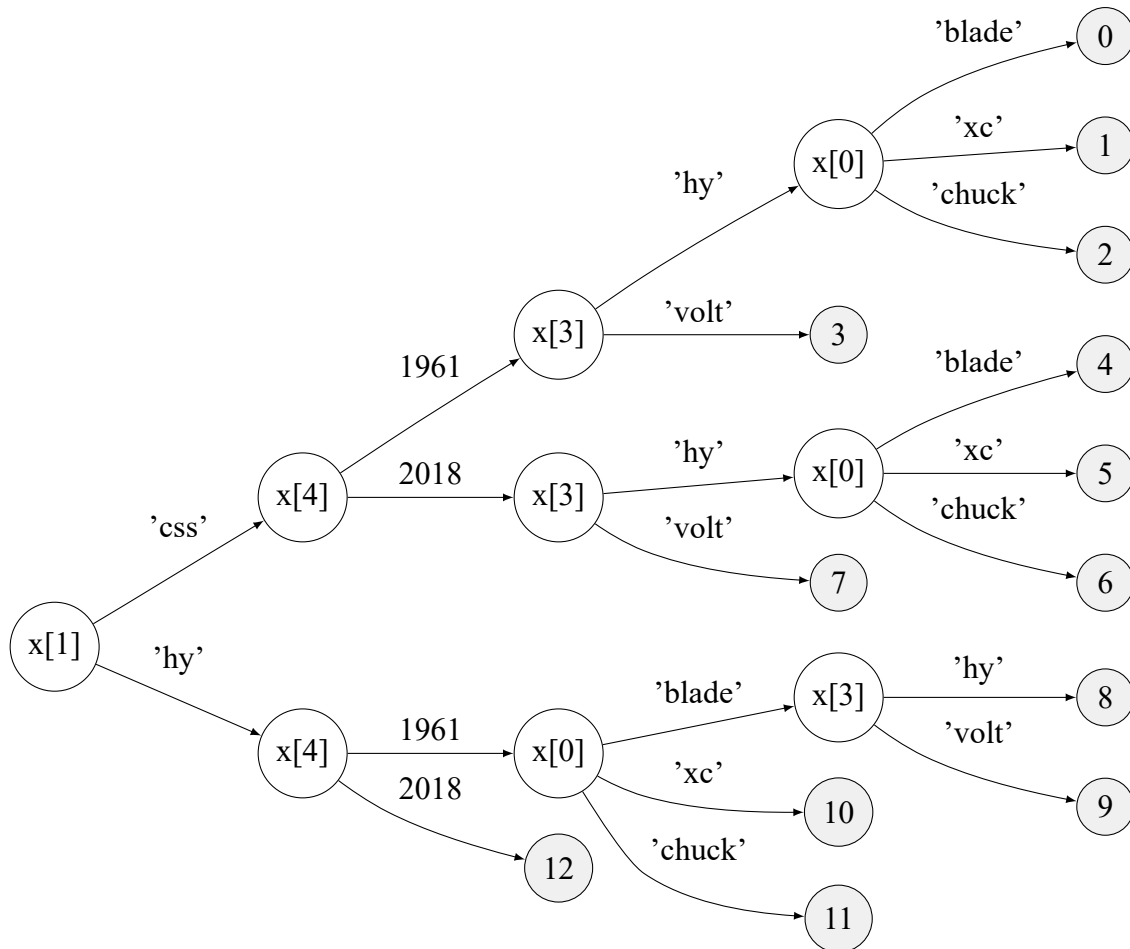 ’blade’
0
’xc’
1
x[0]
’hy’
’chuck’
2
x[3]
’volt’
3
1961
’blade’
4
’hy’
x[0]
’xc’
5
x[4]
2018
x[3]
’css’
’volt’
’chuck’
7
6
x[1]
’hy’
’blade’
x[3]
’hy’
8
1961
’volt’
x[4]
x[0]
’xc’
2018
10
9
’chuck’
12
11